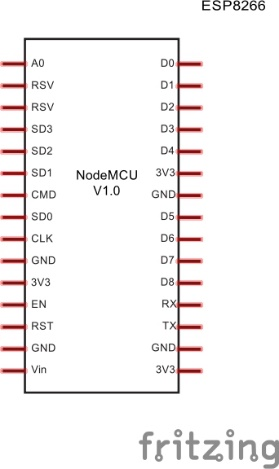 ESP8266
A0 D0
RSV D1
RSV D2
SD3 D3
SD2 D4
SD1 NodeMCU 3V3
CMD V1.0 GND
SD0 D5
CLK D6
GND D7
3V3 D8
EN RX
RST TX
GND GND
Vin 3V3
fritzing